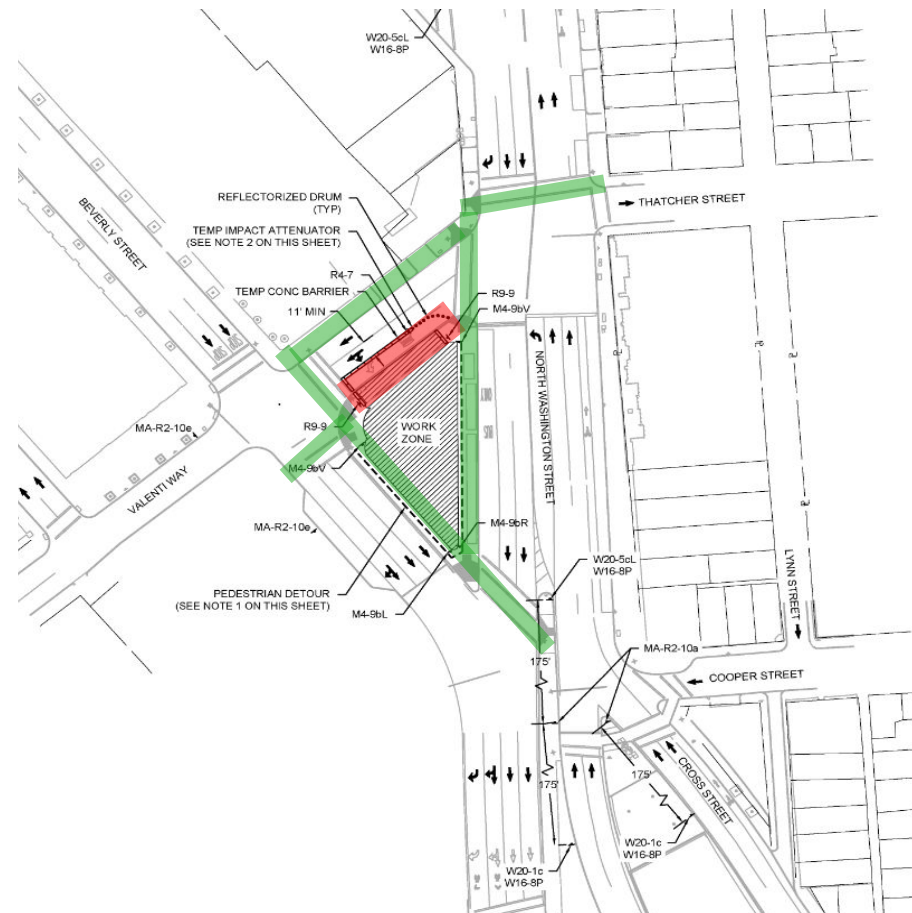 W20-5cL
W16-8P
REFLECTORIZED DRUM
(TYP)
THATCHER STREET
BEVERLY STREET
TEMP IMPACT ATTENUATOR
(SEE NOTE 2 ON THIS SHEET)
R4-7
TEMP CONC BARRIER
R9-9
11' MIN
M4-9bV
NORTH WASHINGTON STREET
ONLY
BUS
MA-R2-10e
R9-9
WORK
ZONE
M4-9bV
VALENTI WAY
MA-R2-10e
M4-9bR
W20-5cL
W16-8P
LYNN STREET
PEDESTRIAN DETOUR
(SEE NOTE 1 ON THIS SHEET)
M4-9bL
MA-R2-10a
175'
COOPER STREET
175'
175'
CROSS STREET
W20-1c
W16-8P
W20-1c
W16-8P